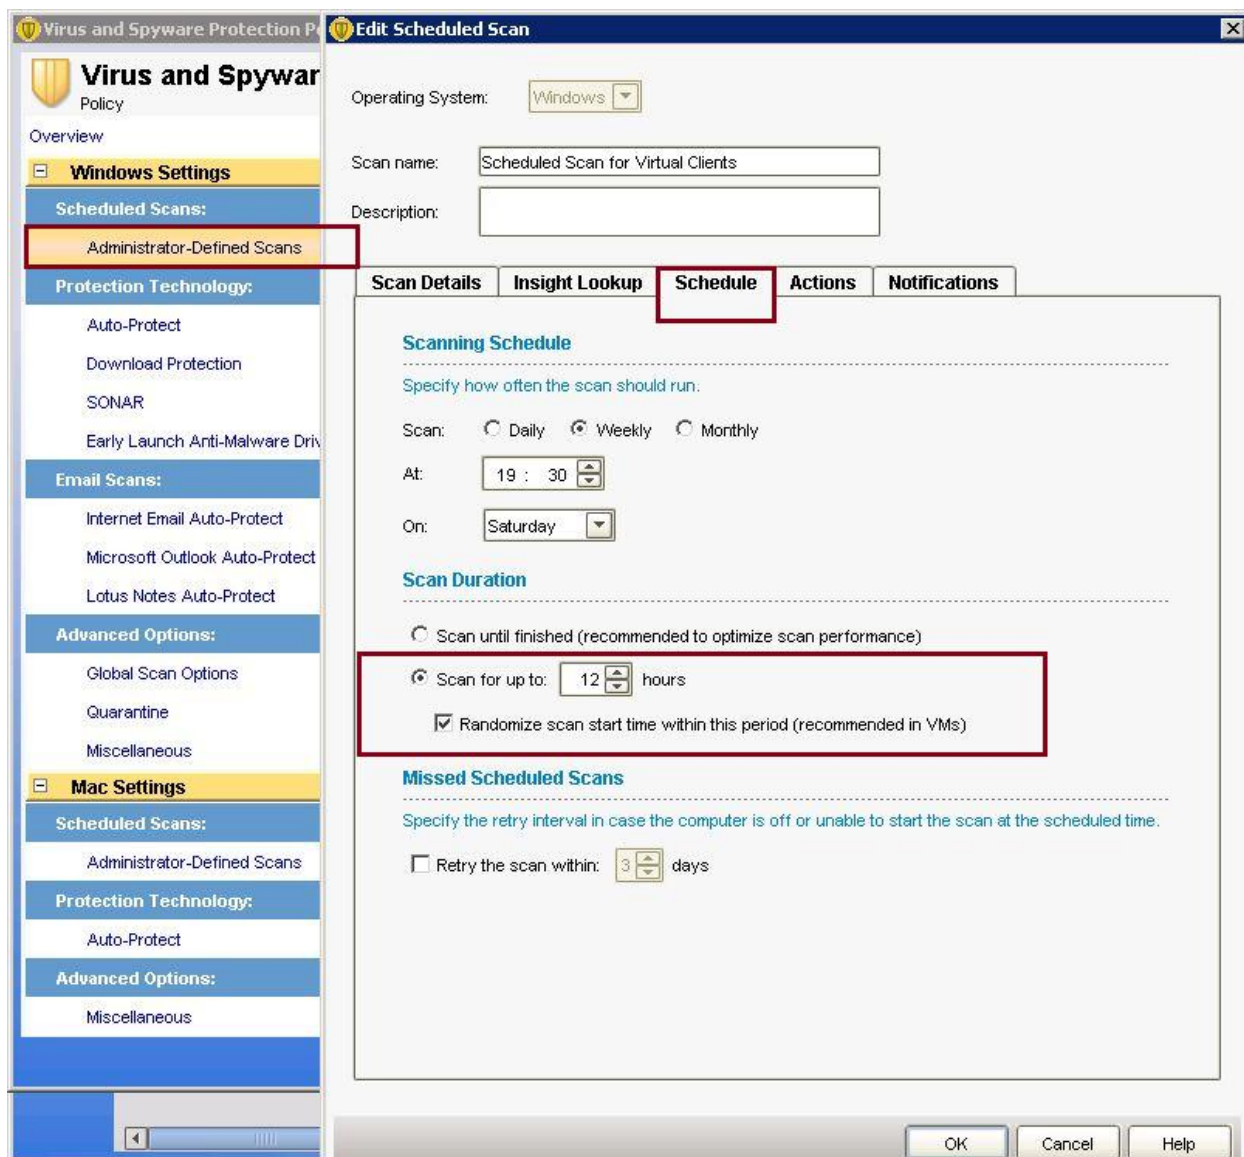 Virus and Spyware Protection P
Virus and Spywar
Policy
Overview
Windows Settings
Scheduled Scans:
Administrator-Defined Scans
Protection Technology:
Auto-Protect
Download Protection
SONAR
Early Launch Anti-Malware Driv
Email Scans:
Internet Email Auto-Protect
Microsoft Outlook Auto-Protect
Lotus Notes Auto-Protect
Advanced Options:
Global Scan Options
Quarantine
Miscellaneous
Mac Settings
Scheduled Scans:
Administrator-Defined Scans
Protection Technology:
Auto-Protect
Advanced Options:
Miscellaneous
Edit Scheduled Scan
Operating System: Windows
Scan name: Scheduled Scan for Virtual Clients
Description:
Scan Details Insight Lookup Schedule Actions Notifications
Scanning Schedule
Specify how often the scan should run.
Scan: Daily Weekly Monthly
At: 19 : 30
On: Saturday
Scan Duration
Scan until finished (recommended to optimize scan performance)
Scan for up to: 12 hours
Randomize scan start time within this period (recommended in VMs)
Missed Scheduled Scans
Specify the retry interval in case the computer is off or unable to start the scan at the scheduled time.
Retry the scan within: 3 days
OK Cancel Help